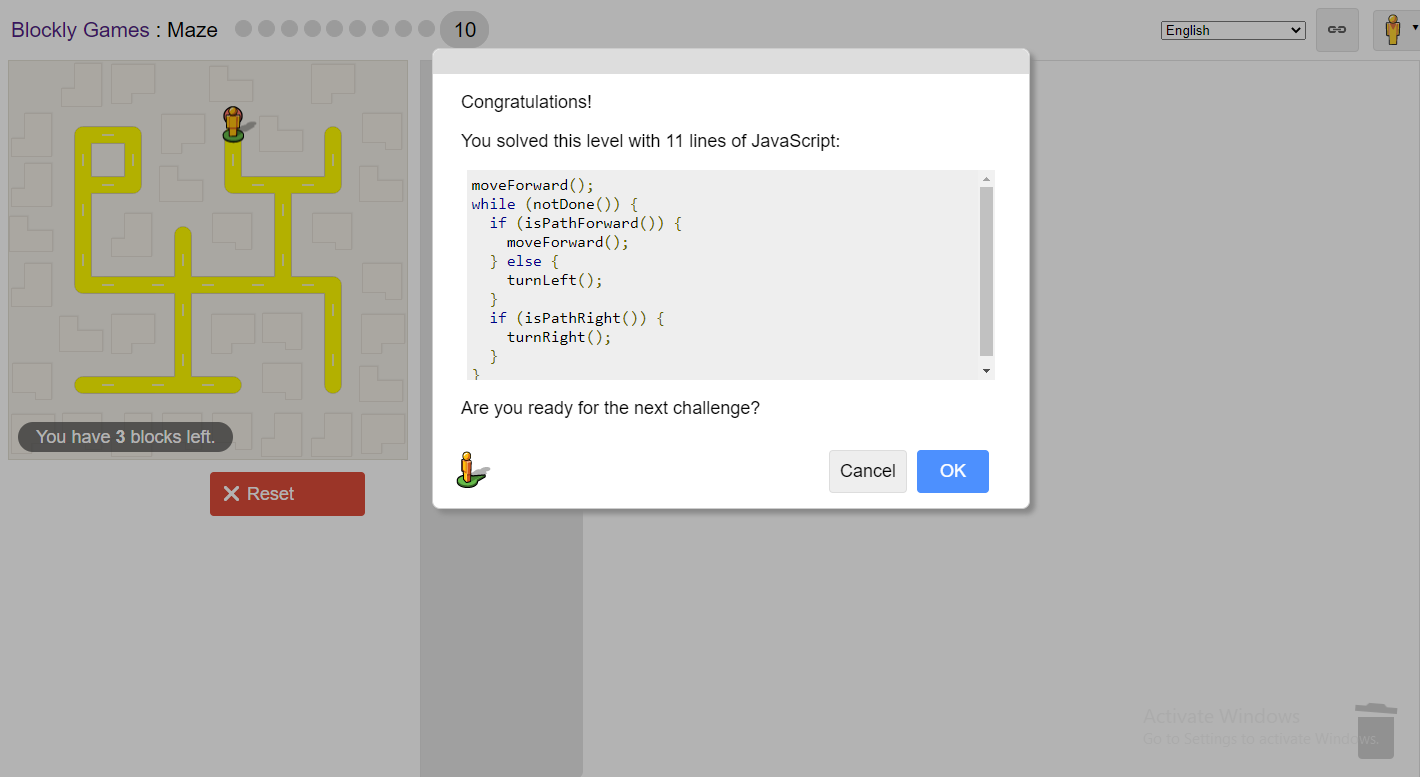 Blockly Games : Maze 10 English
Congratulations!
You solved this level with 11 lines of JavaScript:
moveForward();
while (notDone()) {
  if (isPathForward()) {
    moveForward();
  } else {
    turnLeft();
  }
  if (isPathRight()) {
    turnRight();
  }
}
Are you ready for the next challenge?
You have 3 blocks left.
Cancel OK
Reset
Activate Windows
Go to Settings to activate Windows.